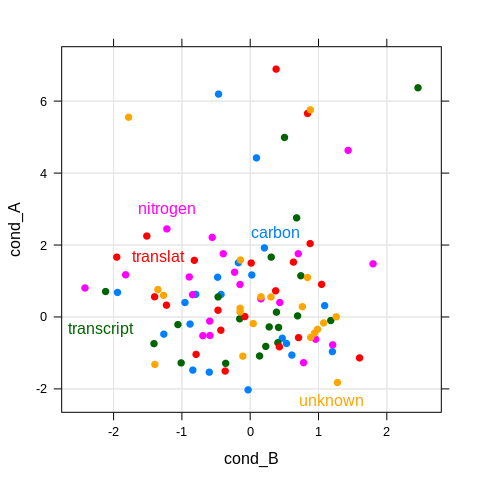 6
4
2
0
-2
-2
-1
0
1
2
cond_A
cond_B
nitrogen
carbon
translat
transcript
unknown